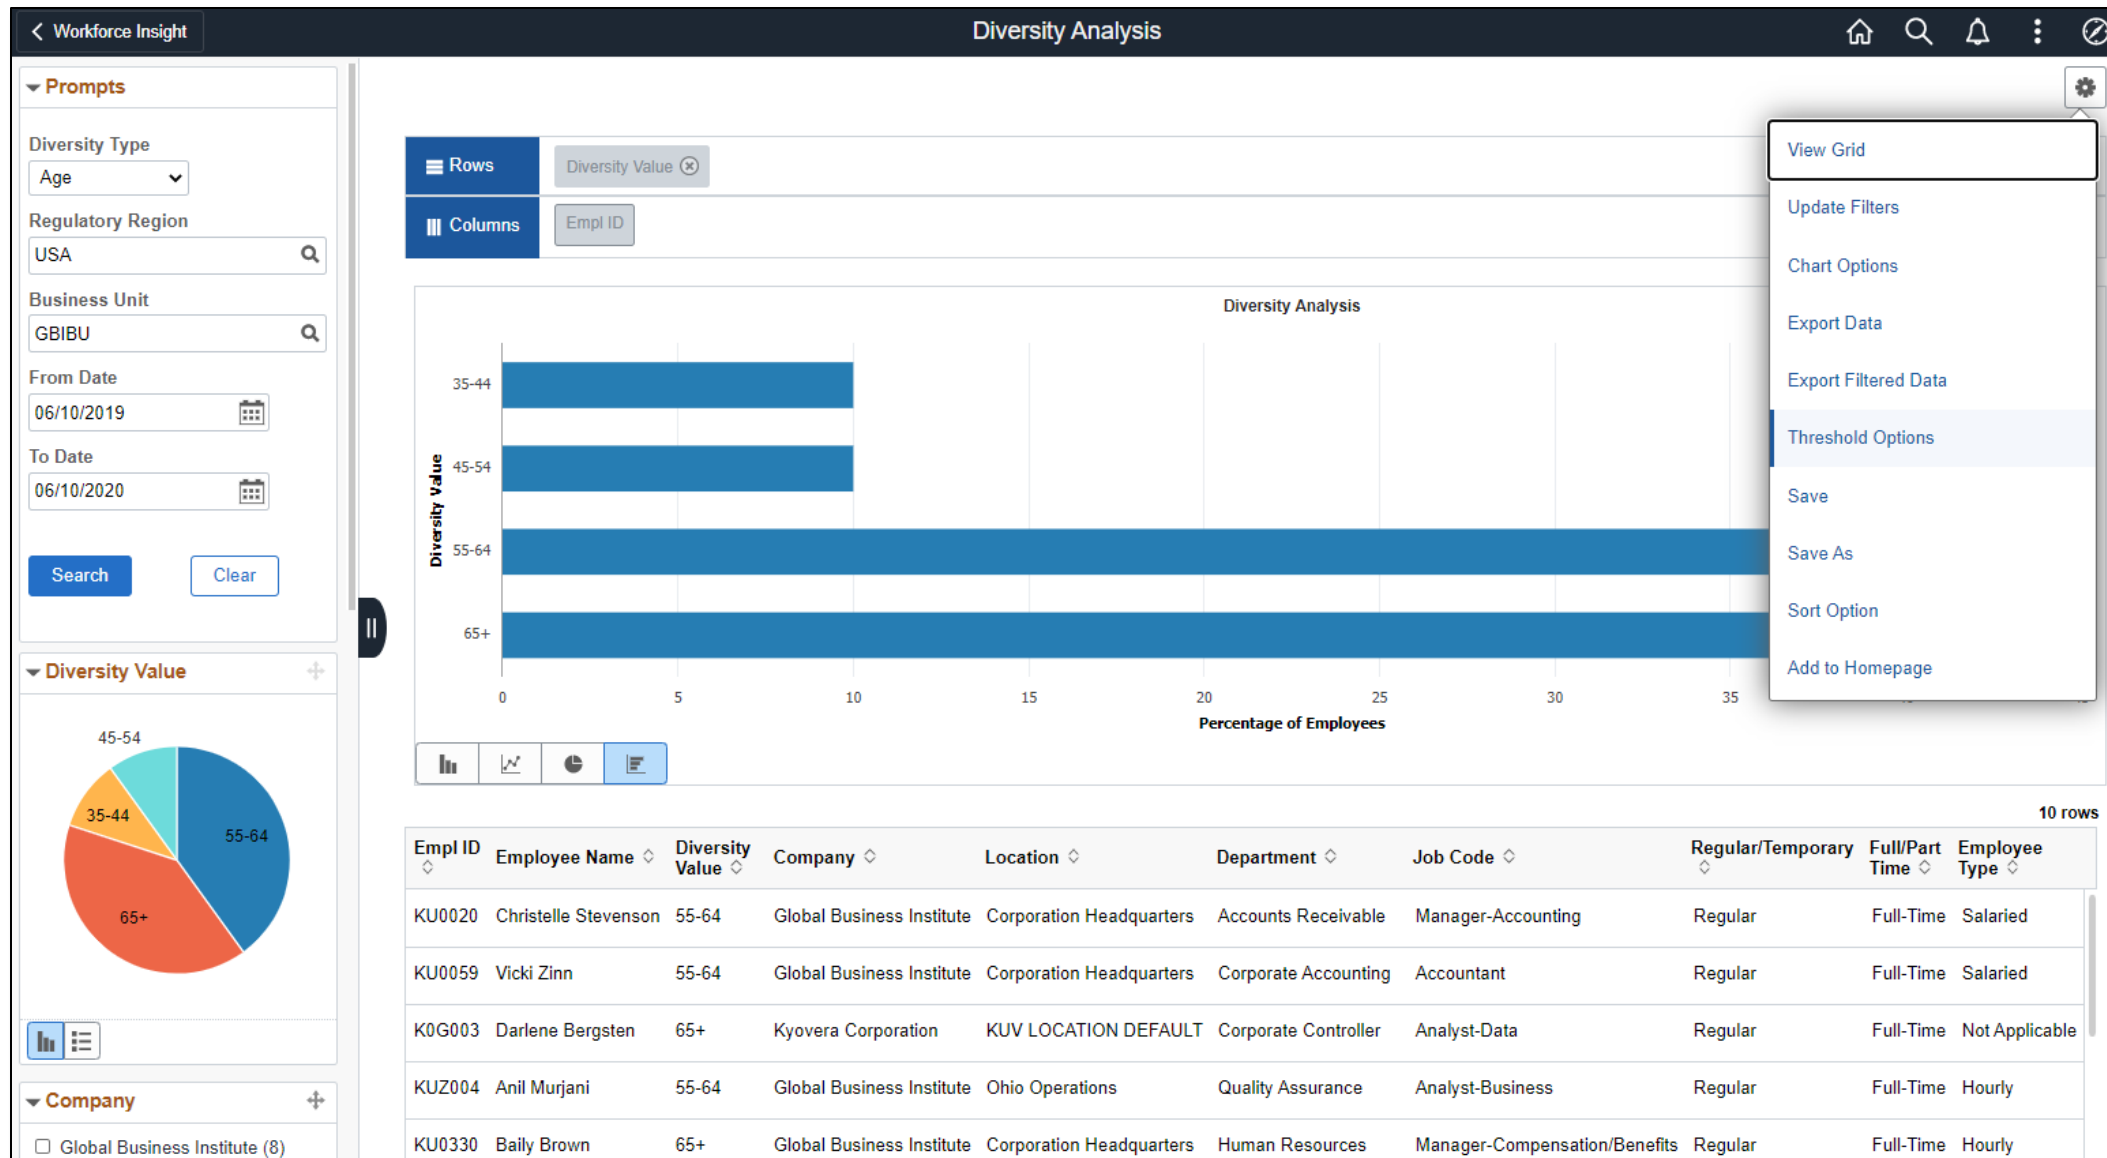 Workforce Insight
Diversity Analysis
Prompts
Diversity Type
Age
Regulatory Region
USA
Business Unit
GBIBU
From Date
06/10/2019
To Date
06/10/2020
Search Clear
Diversity Value
45-54
35-44
55-64
65+
Company
Global Business Institute (8)
Rows Diversity Value
Columns Empl ID
Diversity Analysis
Diversity Value
35-44
45-54
55-64
65+
0 5 10 15 20 25 30 35
Percentage of Employees
View Grid
Update Filters
Chart Options
Export Data
Export Filtered Data
Threshold Options
Save
Save As
Sort Option
Add to Homepage
10 rows
Empl ID Employee Name Diversity Value Company Location Department Job Code Regular/Temporary Full/Part Time Employee Type
KU0020 Christelle Stevenson 55-64 Global Business Institute Corporation Headquarters Accounts Receivable Manager-Accounting Regular Full-Time Salaried
KU0059 Vicki Zinn 55-64 Global Business Institute Corporation Headquarters Corporate Accounting Accountant Regular Full-Time Salaried
K0G003 Darlene Bergsten 65+ Kyovera Corporation KUV LOCATION DEFAULT Corporate Controller Analyst-Data Regular Full-Time Not Applicable
KUZ004 Anil Murjani 55-64 Global Business Institute Ohio Operations Quality Assurance Analyst-Business Regular Full-Time Hourly
KU0330 Baily Brown 65+ Global Business Institute Corporation Headquarters Human Resources Manager-Compensation/Benefits Regular Full-Time Hourly